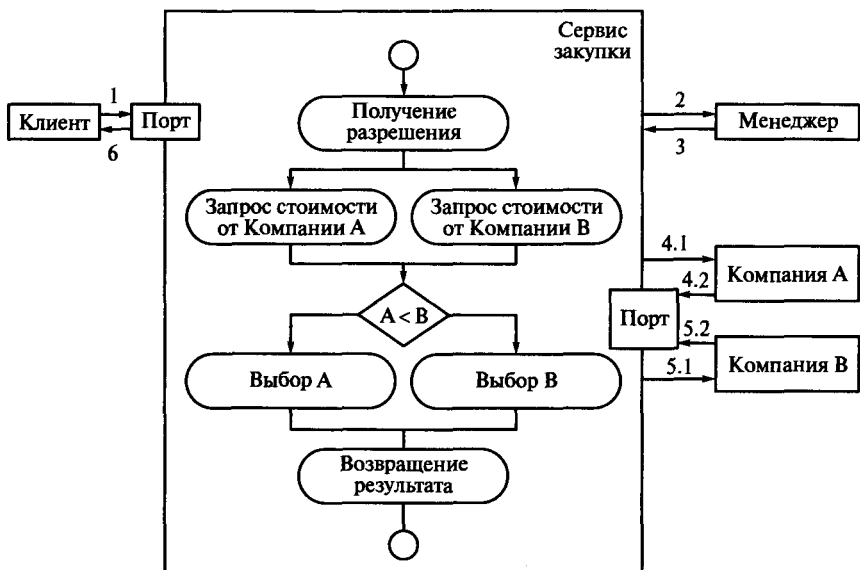 Сервис
закупки
1
Клиент
Порт
6
Получение
разрешения
2
Менеджер
3
Запрос стоимости
от Компании А
Запрос стоимости
от Компании В
4.1
Компания А
4.2
А < В
Порт
5.2
Компания В
5.1
Выбор А
Выбор В
Возвращение
результата